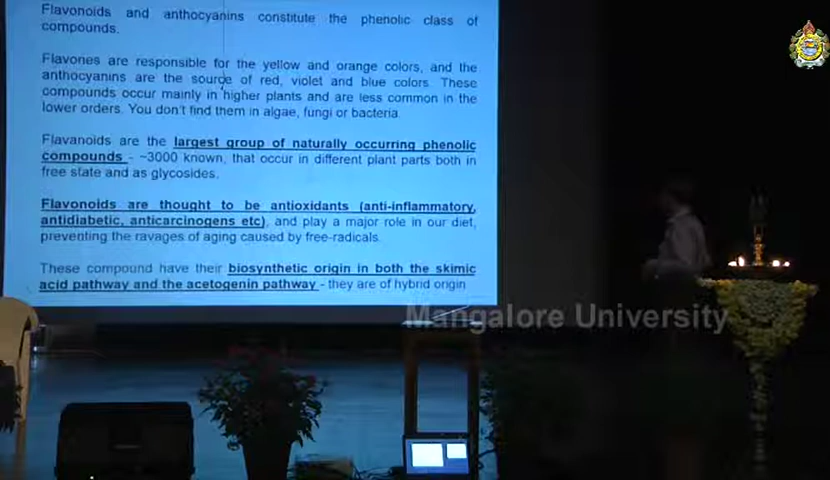 Flavonoids and anthocyanins constitute the phenolic class of
compounds.
Flavones are responsible for the yellow and orange colors, and the
anthocyanins are the source of red, violet and blue colors. These
compounds occur mainly in higher plants and are less common in the
lower orders. You don't find them in algae, fungi or bacteria.
Flavanoids are the largest group of naturally occurring phenolic
compounds - ~3000 known, that occur in different plant parts both in
free state and as glycosides.
Flavonoids are thought to be antioxidants (anti-inflammatory,
antidiabetic, anticarcinogens etc), and play a major role in our diet,
preventing the ravages of aging caused by free-radicals.
These compound have their biosynthetic origin in both the skimic
acid pathway and the acetogenin pathway - they are of hybrid origin
Mangalore University